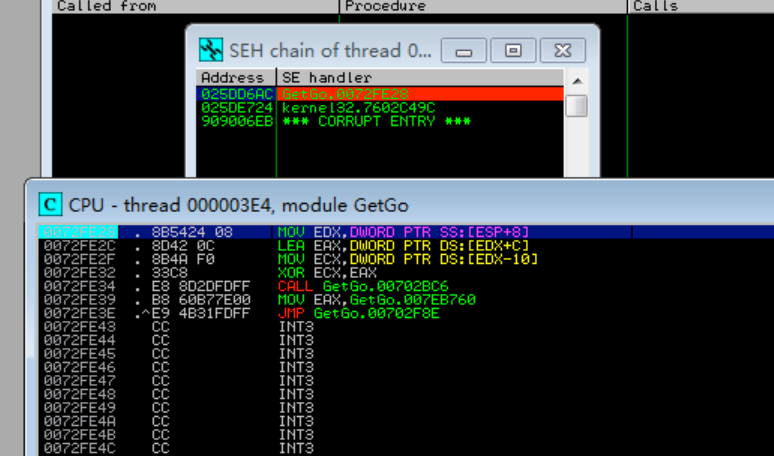 Called from Procedure Calls
SEH chain of thread 0...
Address SE handler
025DD6AC GetGo.0072FE28
025DE724 kernel32.7602C49C
909006EB *** CORRUPT ENTRY ***
C CPU - thread 000003E4, module GetGo
0072FE28 . 8B5424 08 MOV EDX,DWORD PTR SS:[ESP+8]
0072FE2C . 8D42 0C LEA EAX,DWORD PTR DS:[EDX+C]
0072FE2F . 8B4A F0 MOV ECX,DWORD PTR DS:[EDX-10]
0072FE32 . 33C8 XOR ECX,EAX
0072FE34 . E8 8D2DFDFF CALL GetGo.00702BC6
0072FE39 . B8 60B77E00 MOV EAX,GetGo.007EB760
0072FE3E .^E9 4B31FDFF JMP GetGo.00702F8E
0072FE43 CC INT3
0072FE44 CC INT3
0072FE45 CC INT3
0072FE46 CC INT3
0072FE47 CC INT3
0072FE48 CC INT3
0072FE49 CC INT3
0072FE4A CC INT3
0072FE4B CC INT3
0072FE4C CC INT3